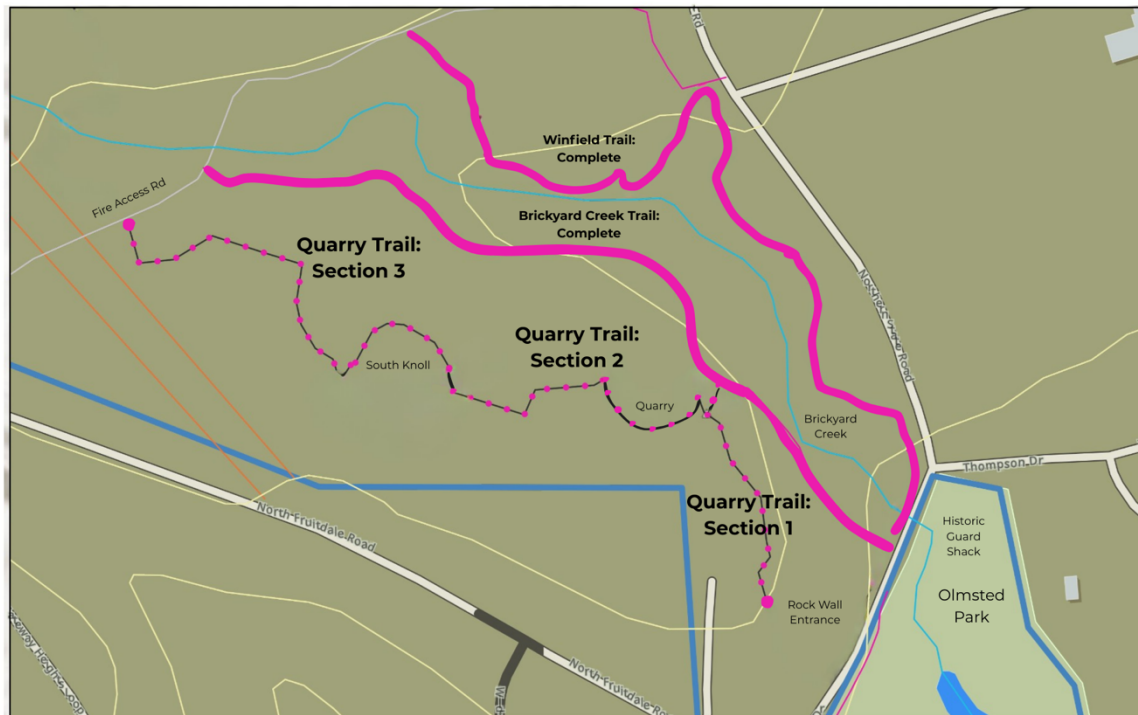 Rd
Winfield Trail:
Complete
Fire Access Rd
Brickyard Creek Trail:
Complete
Quarry Trail:
Section 3
Quarry Trail:
Section 2
South Knoll
Quarry
Brickyard
Creek
Thompson Dr
Quarry Trail:
Section 1
North Fruitdale Road
Historic
Guard
Shack
Olmsted
Park
Rock Wall
Entrance
North Fruitdale Ro